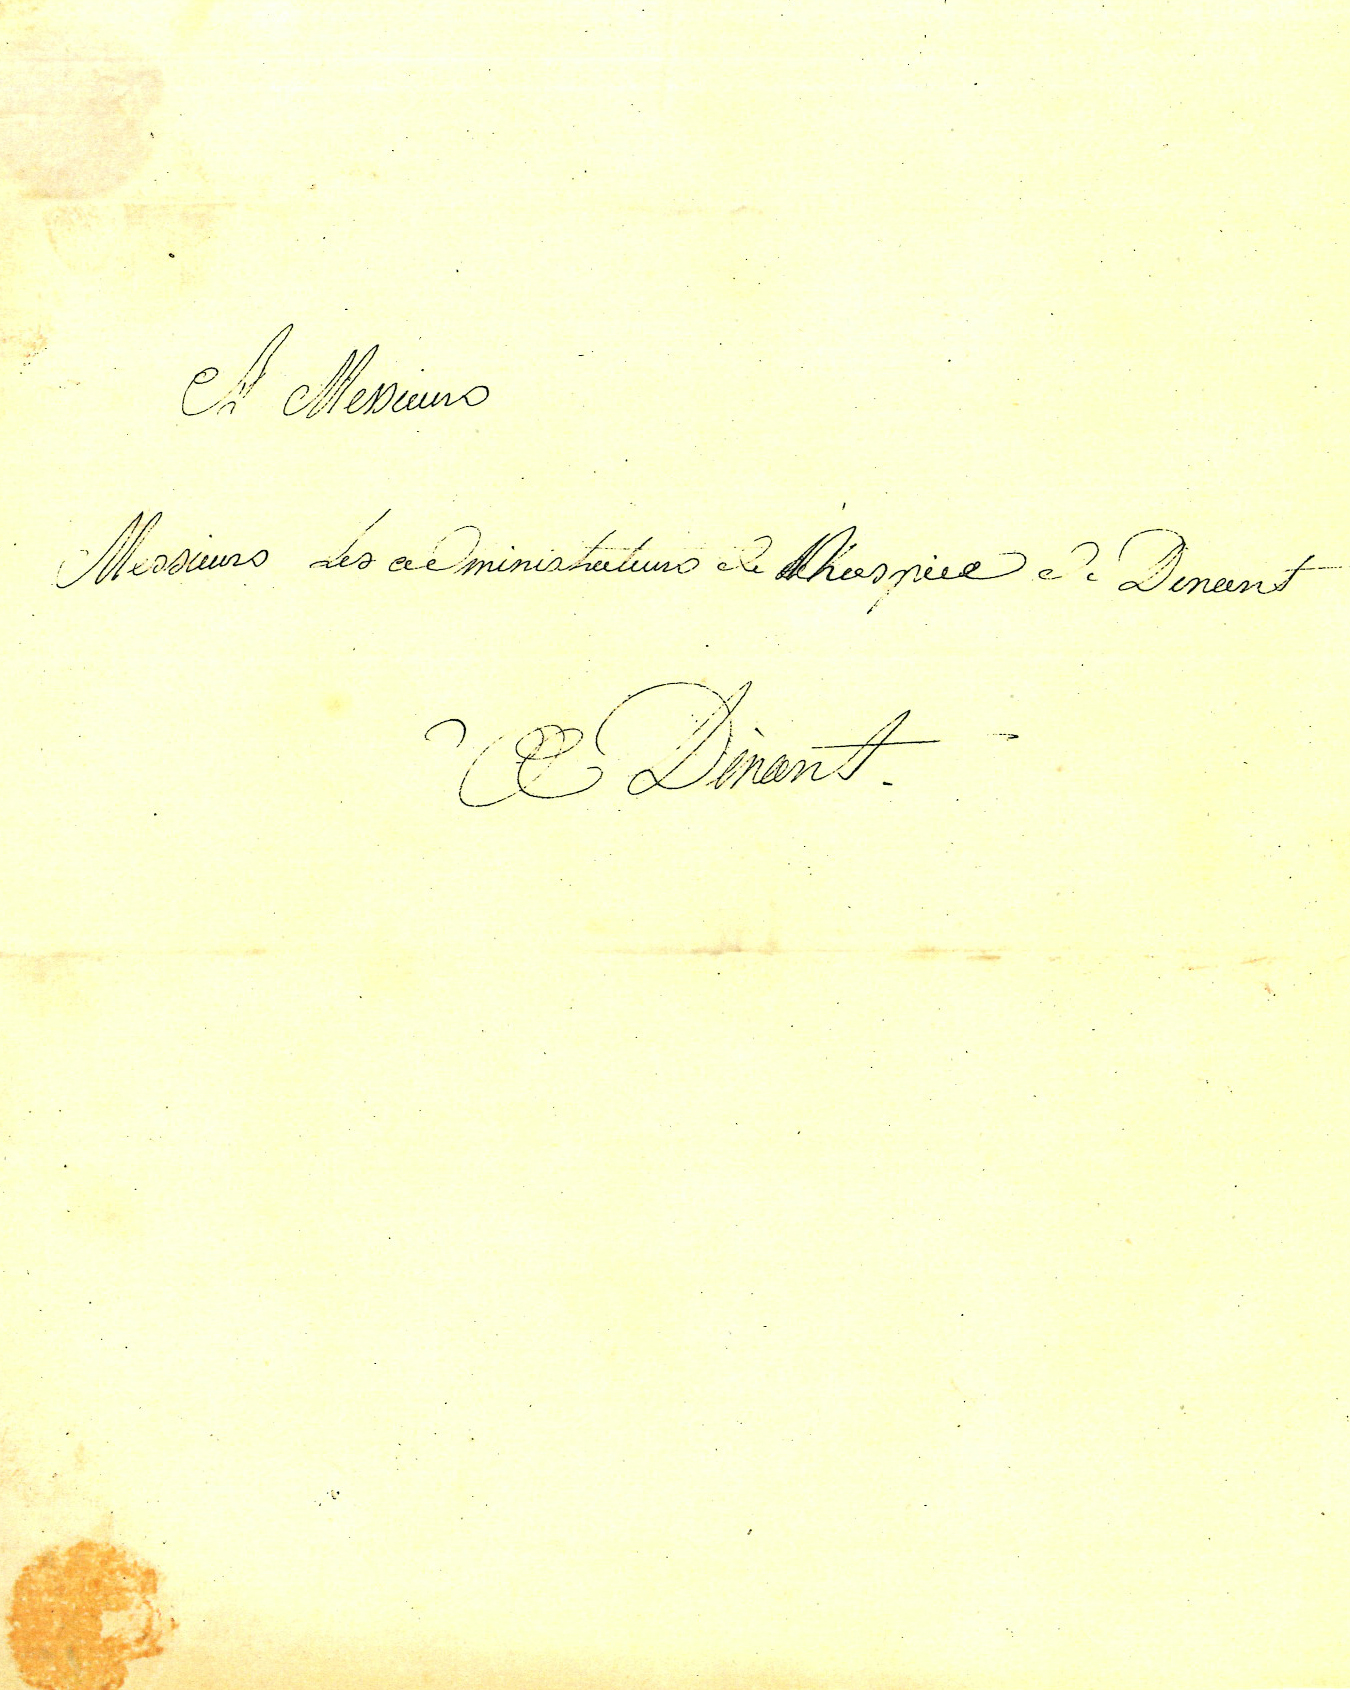 A Messieurs
Messieurs Les administrateurs de l'hospice de Dinant
A Dinant.